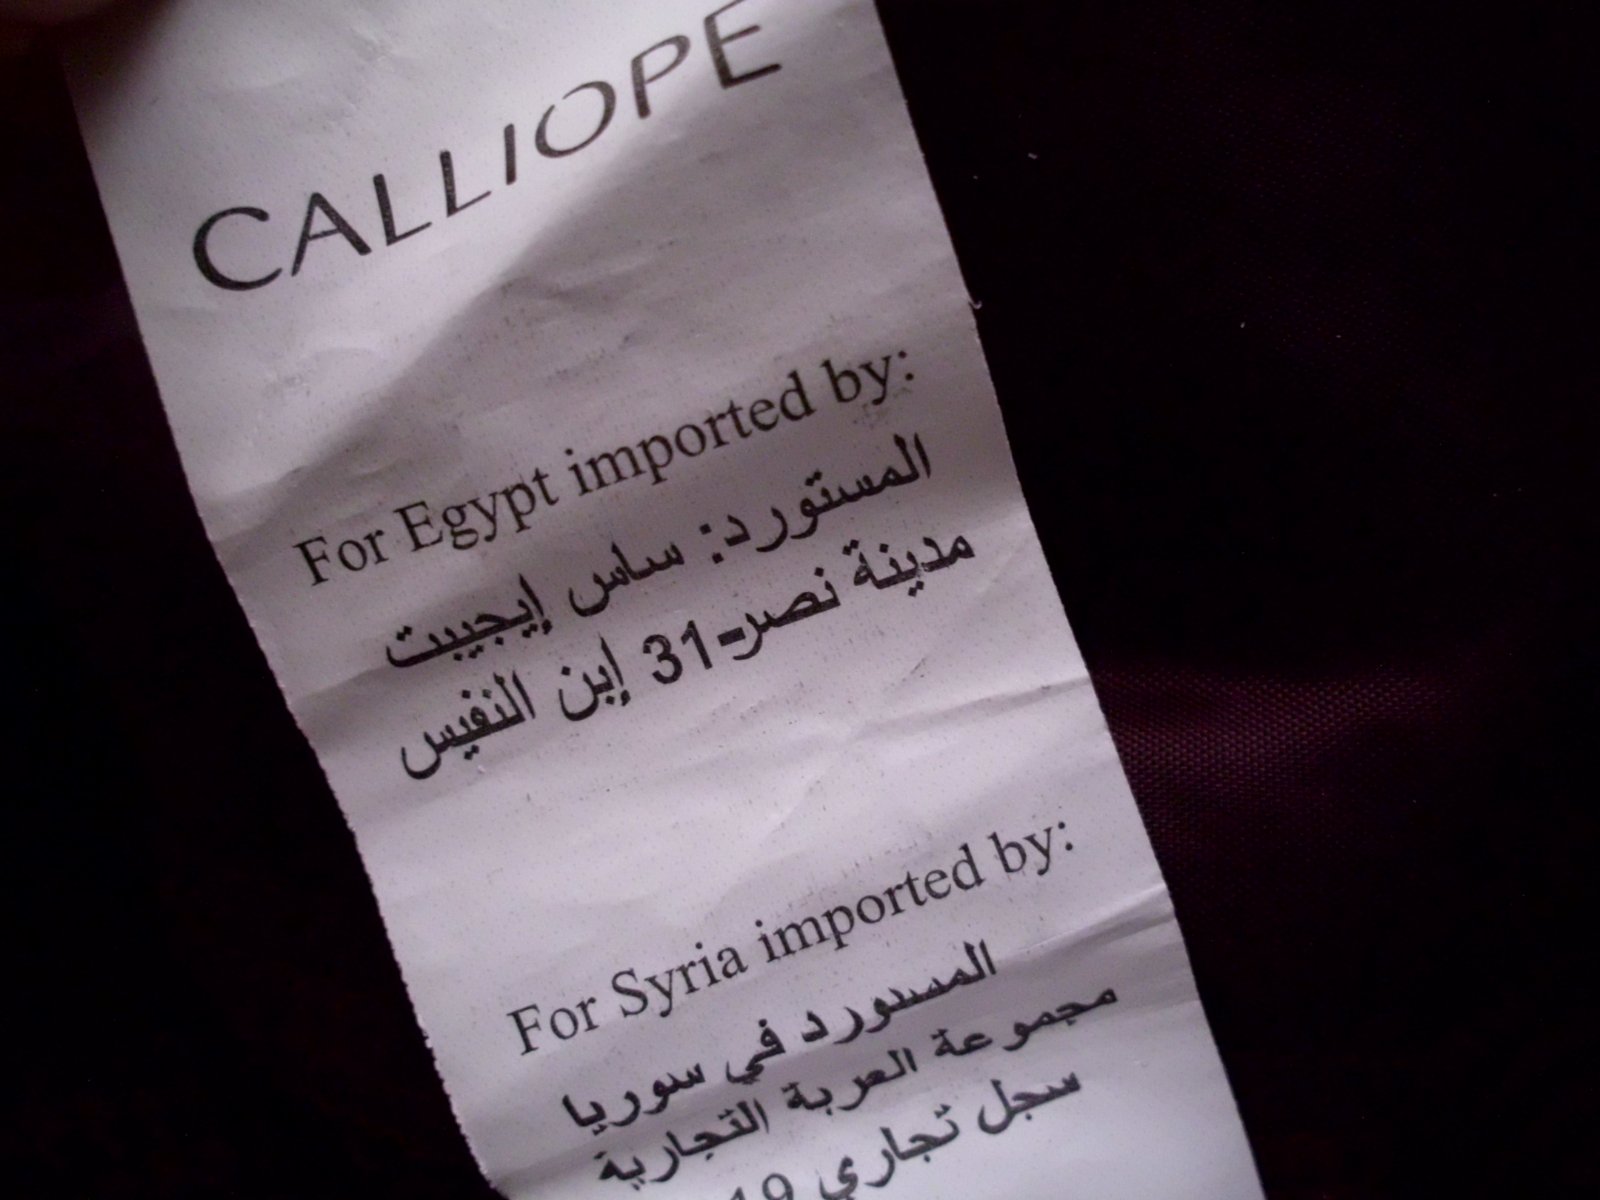 CALLIOPE
For Egypt imported by:
المستورد: ساس إيجيبت
مدينة نصر-31 إبن النفيس
For Syria imported by:
المستورد في سوريا
مجموعة العربة التجارية
سجل تجاري 19